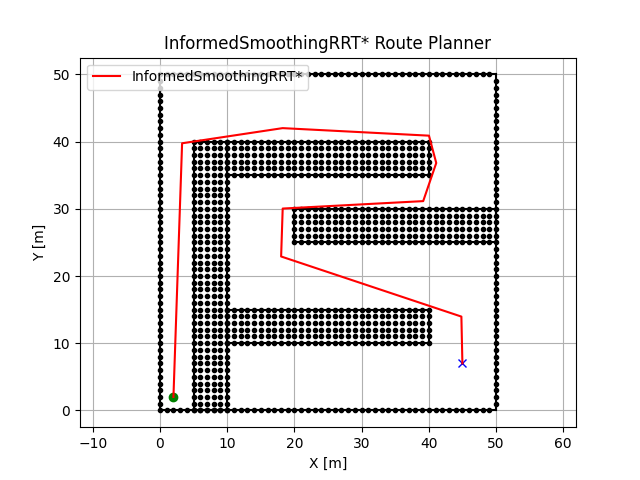 InformedSmoothingRRT* Route Planner
InformedSmoothingRRT*
Y [m]
50
40
30
20
10
0
−10 0 10 20 30 40 50 60
X [m]